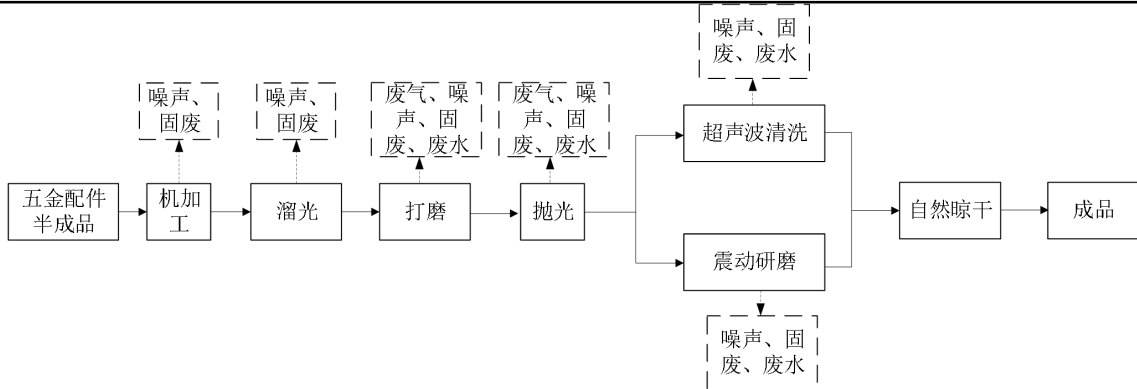 噪声、固
废、废水
噪声、
固废
噪声、
固废
废气、噪
声、固
废、废水
废气、噪
声、固
废、废水
超声波清洗
五金配件
半成品
机加
工
溜光
打磨
抛光
自然晾干
成品
震动研磨
噪声、固
废、废水